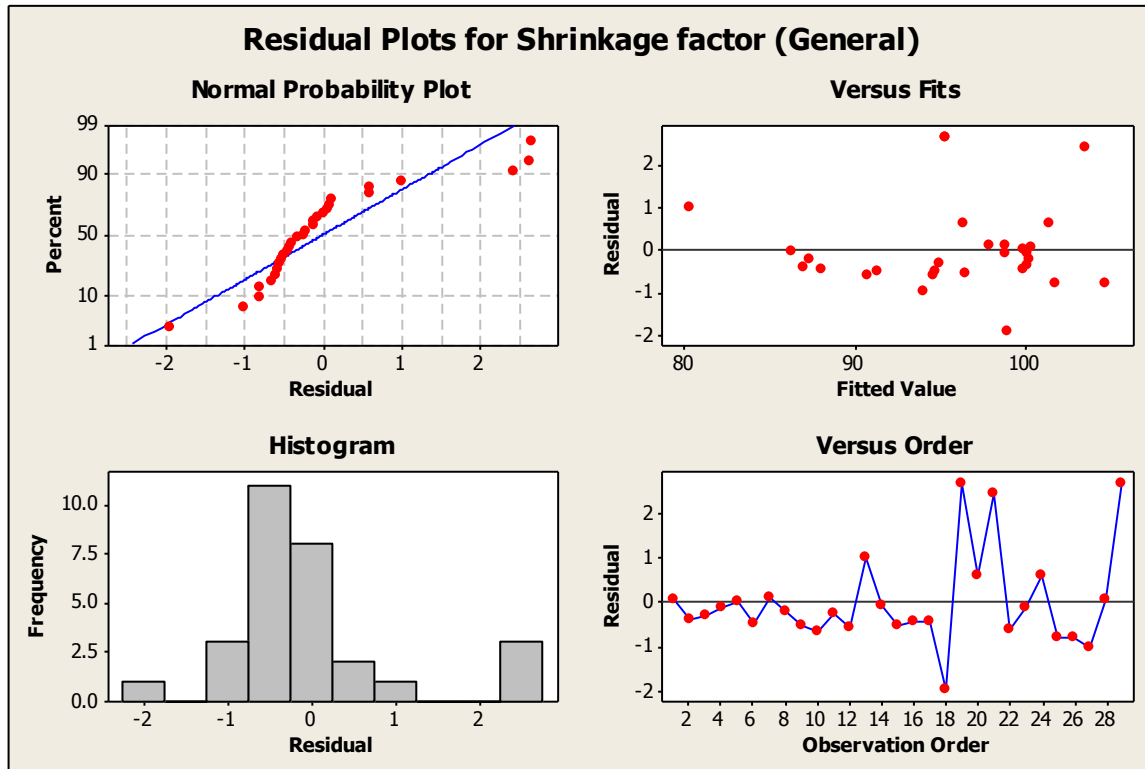 Residual Plots for Shrinkage factor (General)
Normal Probability Plot
99
90
50
10
1
Percent
-2 -1 0 1 2
Residual
Versus Fits
2
1
0
-1
-2
Residual
80 90 100
Fitted Value
Histogram
10.0
7.5
5.0
2.5
0.0
Frequency
-2 -1 0 1 2
Residual
Versus Order
2
1
0
-1
-2
Residual
2 4 6 8 10 12 14 16 18 20 22 24 26 28
Observation Order